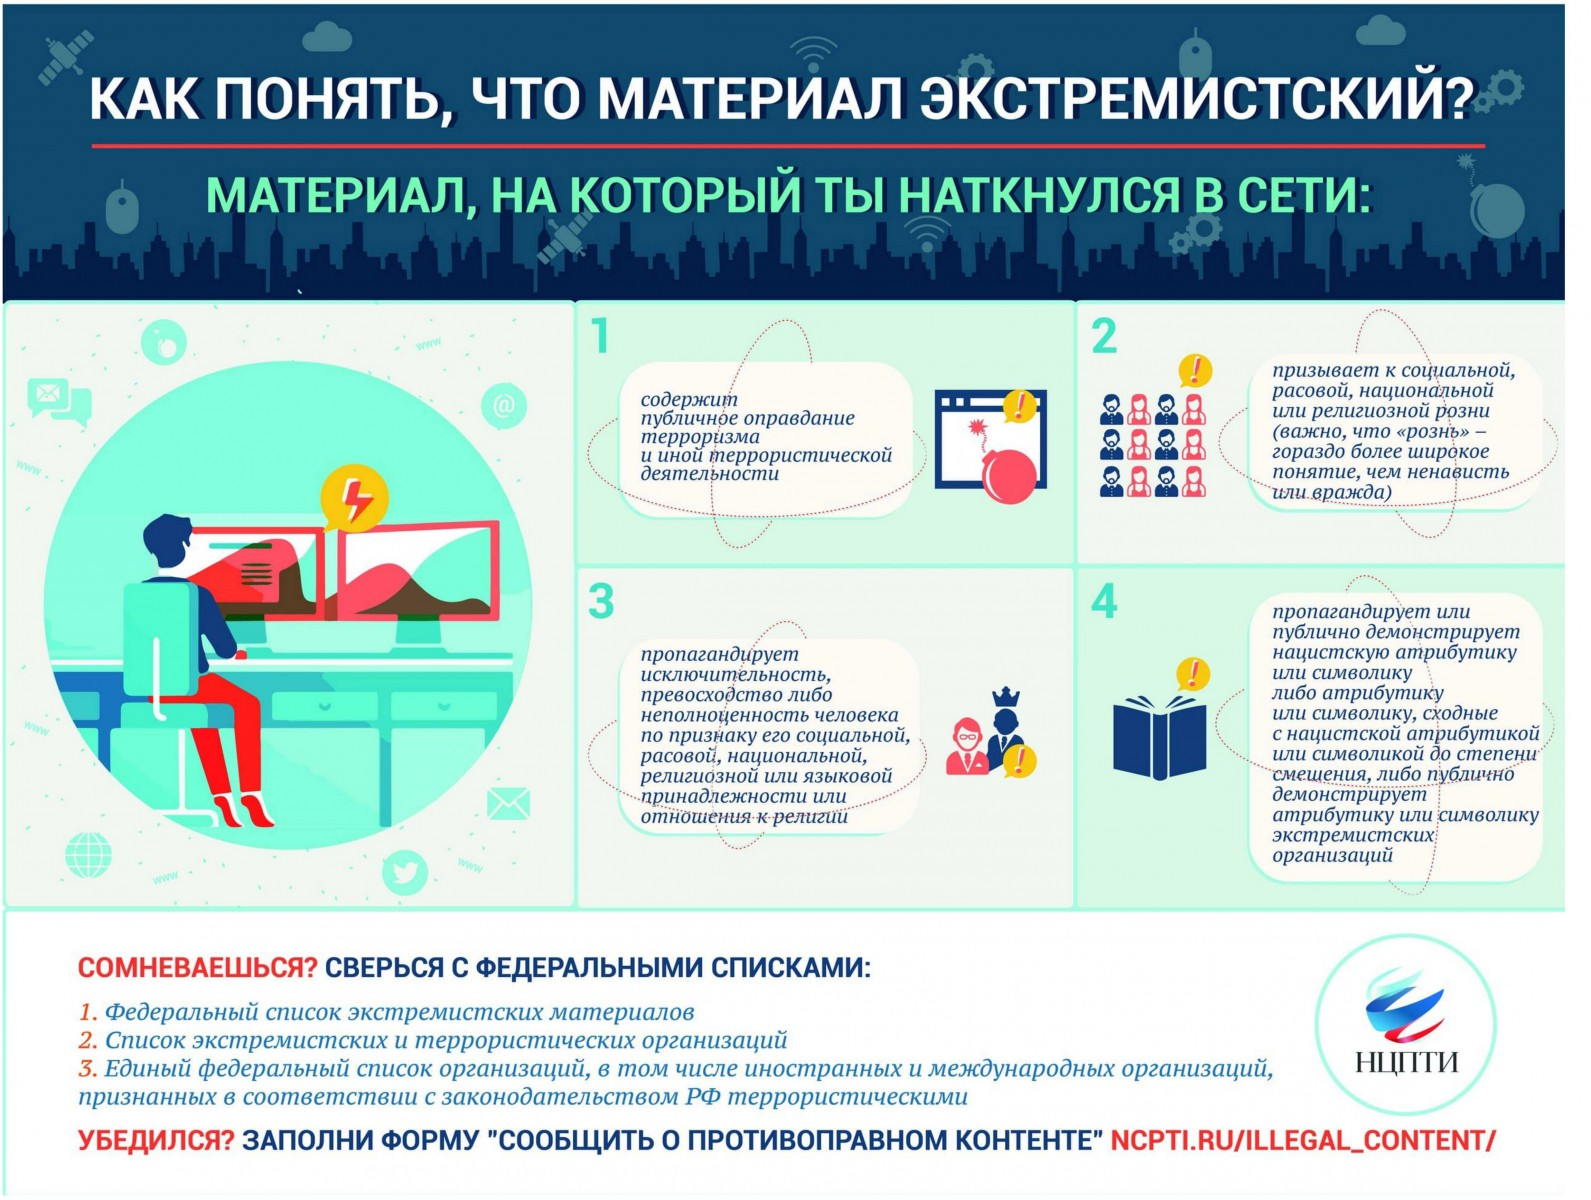 КАК ПОНЯТЬ, ЧТО МАТЕРИАЛ ЭКСТРЕМИСТСКИЙ?
МАТЕРИАЛ, НА КОТОРЫЙ ТЫ НАТКНУЛСЯ В СЕТИ:
www
@
www
www
www
www
1
содержит
публичное оправдание
терроризма
и иной террористической
деятельности
2
призывает к социальной,
расовой, национальной
или религиозной розни
(важно, что «рознь» –
гораздо более широкое
понятие, чем ненависть
или вражда)
3
пропагандирует
исключительность,
превосходство либо
неполноценность человека
по признаку его социальной,
расовой, национальной,
религиозной или языковой
принадлежности или
отношения к религии
4
пропагандирует или
публично демонстрирует
нацистскую атрибутику
или символику
либо атрибутику
или символику, сходные
с нацистской атрибутикой
или символикой до степени
смешения, либо публично
демонстрирует
атрибутику или символику
экстремистских
организаций
СОМНЕВАЕШЬСЯ? СВЕРЬСЯ С ФЕДЕРАЛЬНЫМИ СПИСКАМИ:
1. Федеральный список экстремистских материалов
2. Список экстремистских и террористических организаций
3. Единый федеральный список организаций, в том числе иностранных и международных организаций,
признанных в соответствии с законодательством РФ террористическими
УБЕДИЛСЯ? ЗАПОЛНИ ФОРМУ "СООБЩИТЬ О ПРОТИВОПРАВНОМ КОНТЕНТЕ" NCPTI.RU/ILLEGAL_CONTENT/
НЦПТИ